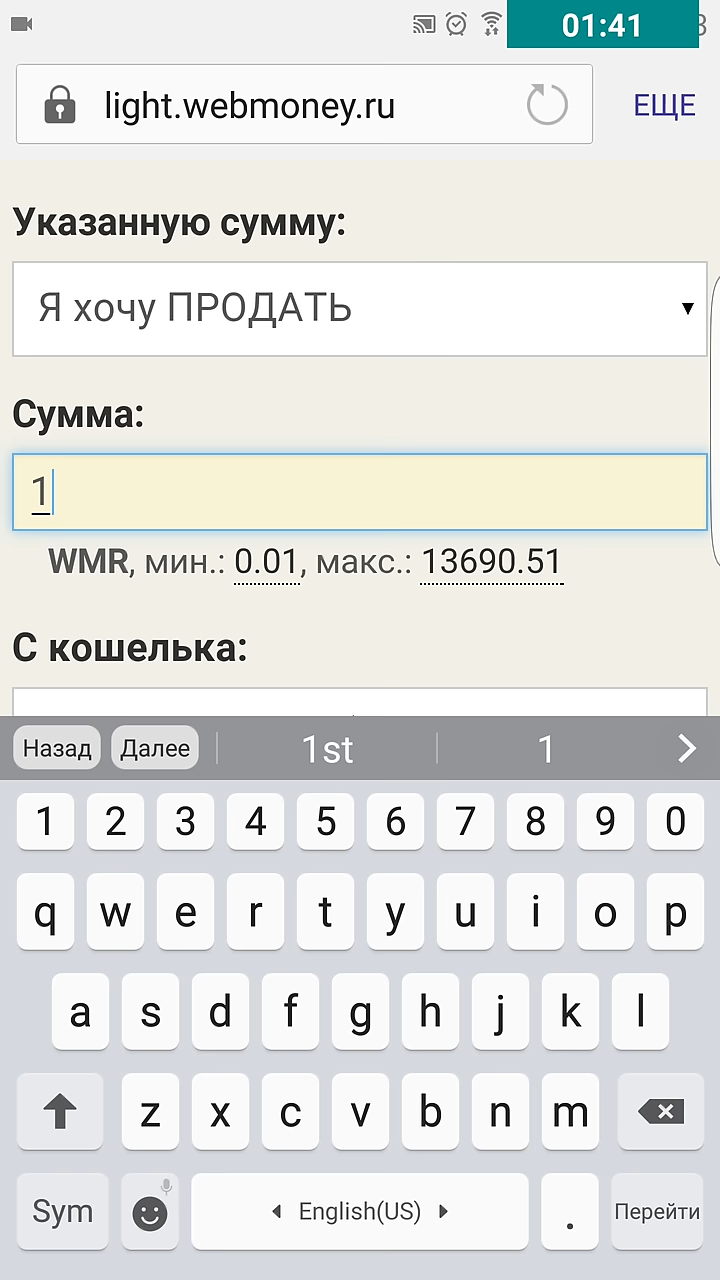 01:41
light.webmoney.ru
ЕЩЕ
Указанную сумму:
Я хочу ПРОДАТЬ
Сумма:
1
WMR, мин.: 0.01, макс.: 13690.51
С кошелька:
Назад Далее 1st 1
1 2 3 4 5 6 7 8 9 0
q w e r t y u i o p
a s d f g h j k l
z x c v b n m
Sym English(US) . Перейти